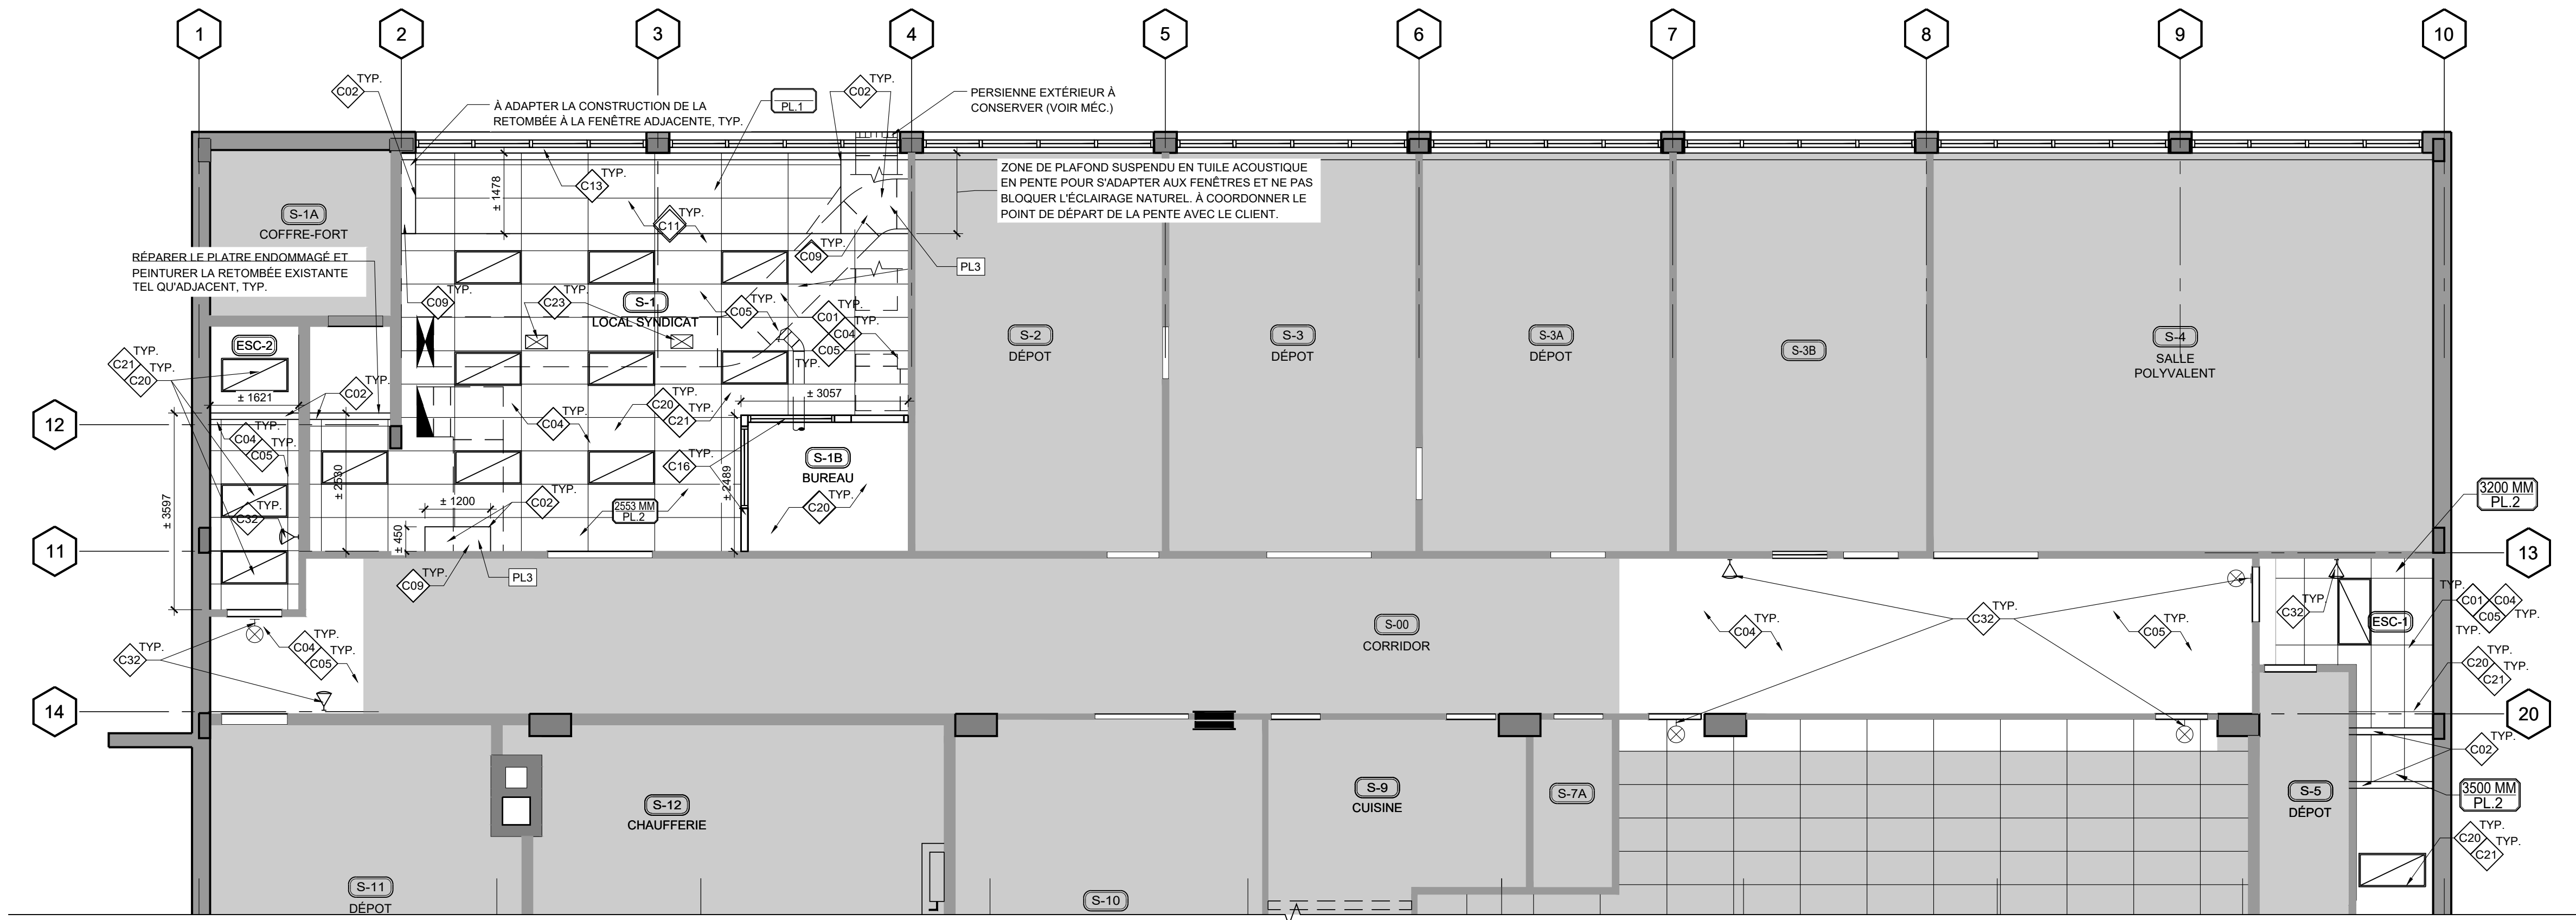 1
2
3
4
5
6
7
8
9
10
TYP.
C02
À ADAPTER LA CONSTRUCTION DE LA
RETOMBÉE À LA FENÊTRE ADJACENTE, TYP.
PL.1
TYP.
C02
PERSIENNE EXTÉRIEUR À
CONSERVER (VOIR MÉC.)
ZONE DE PLAFOND SUSPENDU EN TUILE ACOUSTIQUE
EN PENTE POUR S'ADAPTER AUX FENÊTRES ET NE PAS
BLOQUER L'ÉCLAIRAGE NATUREL. À COORDONNER LE
POINT DE DÉPART DE LA PENTE AVEC LE CLIENT.
± 1478
TYP.
C13
TYP.
C11
TYP.
C09
PL3
S-1A
COFFRE-FORT
RÉPARER LE PLATRE ENDOMMAGÉ ET
PEINTURER LA RETOMBÉE EXISTANTE
TEL QU'ADJACENT, TYP.
TYP.
C09
TYP.
C23
S-1
LOCAL SYNDICAT
TYP.
C05
TYP.
C01
C04
TYP.
C05
TYP.
S-2
DÉPOT
S-3
DÉPOT
S-3A
DÉPOT
S-3B
S-4
SALLE
POLYVALENT
ESC-2
TYP.
C21
TYP.
C20
± 1621
TYP.
C02
± 3057
12
TYP.
C04
TYP.
C05
TYP.
C04
TYP.
C20
TYP.
C21
TYP.
C16
S-1B
BUREAU
TYP.
C20
± 3597
± 2530
± 2489
TYP.
C32
± 1200
TYP.
C02
2553 MM
PL.2
± 450
3200 MM
PL.2
11
13
TYP.
C09
PL3
TYP.
C32
ESC-1
TYP.
C01
C04
C05
TYP.
TYP.
TYP.
C04
TYP.
C05
TYP.
C32
S-00
CORRIDOR
TYP.
C04
TYP.
C32
TYP.
C05
TYP.
C20
TYP.
C21
14
20
TYP.
C02
3500 MM
PL.2
S-12
CHAUFFERIE
S-9
CUISINE
S-7A
S-5
DÉPOT
TYP.
C20
TYP.
C21
S-11
DÉPOT
S-10